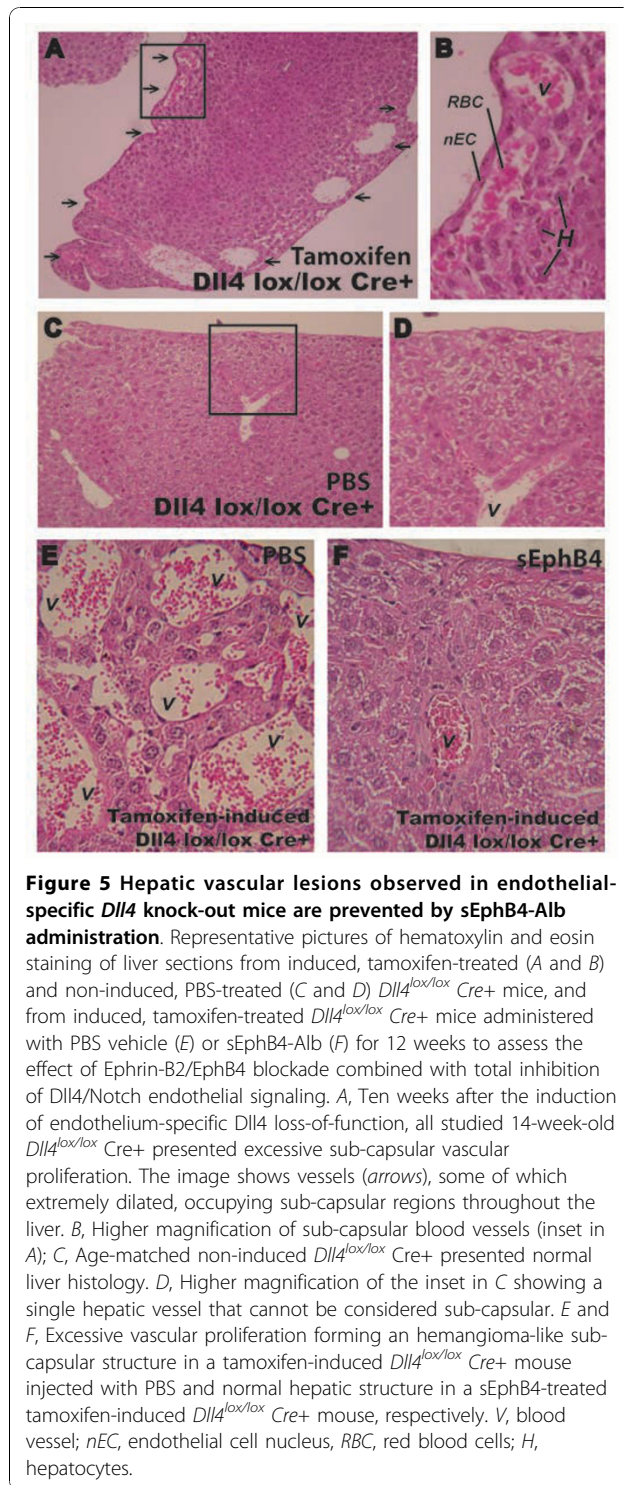 A
B
V
RBC
nEC
H
Tamoxifen
Dll4 lox/lox Cre+
C
D
PBS
Dll4 lox/lox Cre+
V
E
PBS
V
V
V
V
V
V
Tamoxifen-induced
Dll4 lox/lox Cre+
F
sEphB4
V
Tamoxifen-induced
Dll4 lox/lox Cre+
Figure 5 Hepatic vascular lesions observed in endothelial-
specific Dll4 knock-out mice are prevented by sEphB4-Alb
administration. Representative pictures of hematoxylin and eosin
staining of liver sections from induced, tamoxifen-treated (A and B)
and non-induced, PBS-treated (C and D) Dll4lox/lox Cre+ mice, and
from induced, tamoxifen-treated Dll4lox/lox Cre+ mice administered
with PBS vehicle (E) or sEphB4-Alb (F) for 12 weeks to assess the
effect of Ephrin-B2/EphB4 blockade combined with total inhibition
of Dll4/Notch endothelial signaling. A, Ten weeks after the induction
of endothelium-specific Dll4 loss-of-function, all studied 14-week-old
Dll4lox/lox Cre+ presented excessive sub-capsular vascular
proliferation. The image shows vessels (arrows), some of which
extremely dilated, occupying sub-capsular regions throughout the
liver. B, Higher magnification of sub-capsular blood vessels (inset in
A); C, Age-matched non-induced Dll4lox/lox Cre+ presented normal
liver histology. D, Higher magnification of the inset in C showing a
single hepatic vessel that cannot be considered sub-capsular. E and
F, Excessive vascular proliferation forming an hemangioma-like sub-
capsular structure in a tamoxifen-induced Dll4lox/lox Cre+ mouse
injected with PBS and normal hepatic structure in a sEphB4-treated
tamoxifen-induced Dll4lox/lox Cre+ mouse, respectively. V, blood
vessel; nEC, endothelial cell nucleus, RBC, red blood cells; H,
hepatocytes.